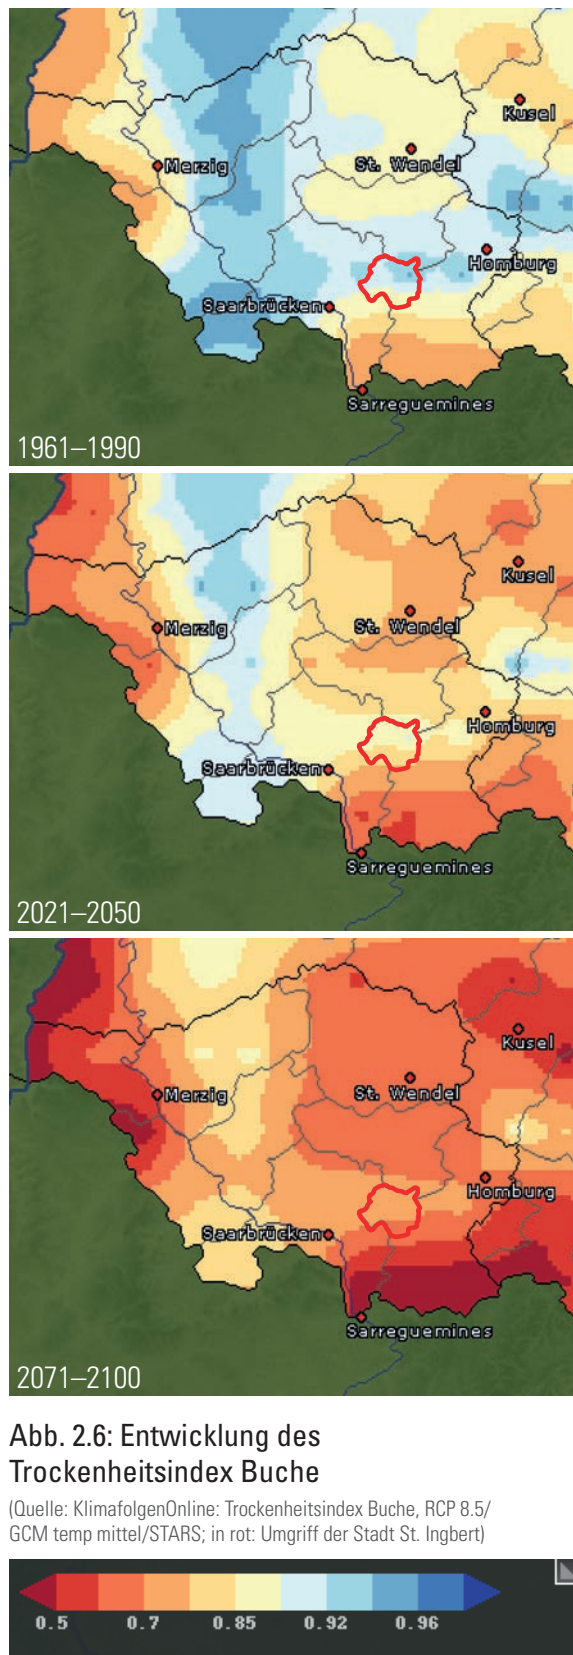 Kusel
Merzig
St. Wendel
Homburg
Saarbrücken
Sarreguemines
1961–1990
Kusel
St. Wendel
Merzig
Homburg
Saarbrücken
Sarreguemines
2021–2050
Kusel
St. Wendel
Merzig
Homburg
Saarbrücken
Sarreguemines
2071–2100
Abb. 2.6: Entwicklung des
Trockenheitsindex Buche
(Quelle: KlimafolgenOnline: Trockenheitsindex Buche, RCP 8.5/
GCM temp mittel/STARS; in rot: Umgriff der Stadt St. Ingbert)
0.5 0.7 0.85 0.92 0.96